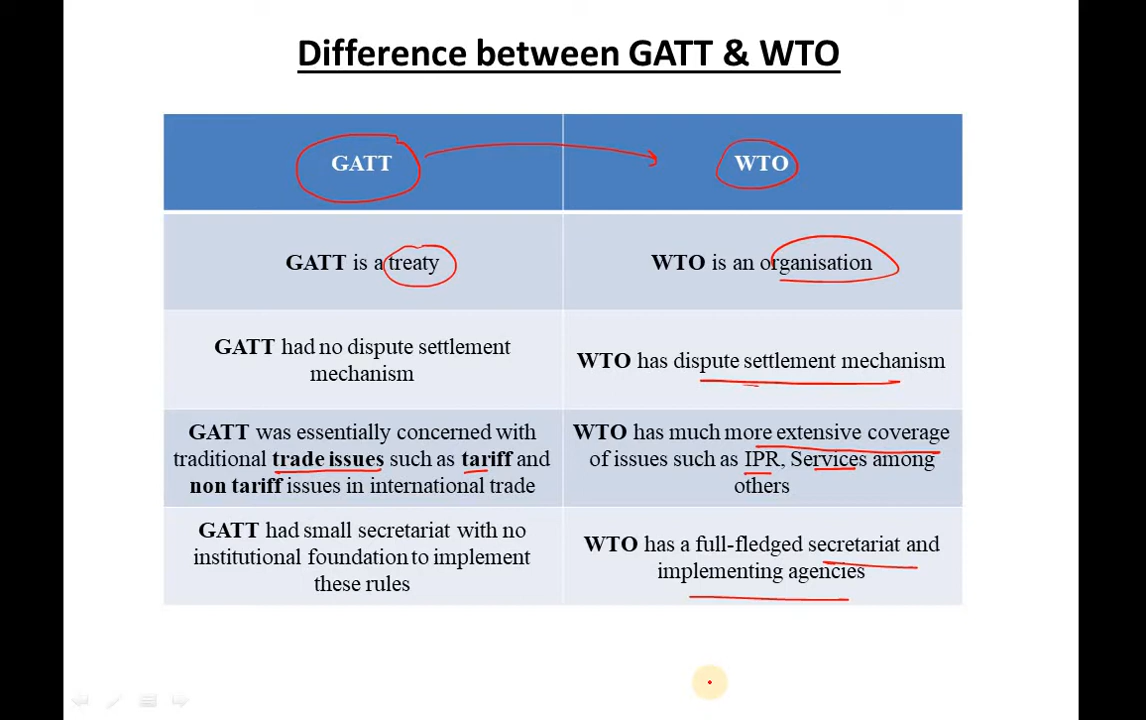 Difference between GATT & WTO
GATT
WTO
GATT is a treaty
WTO is an organisation
GATT had no dispute settlement
mechanism
WTO has dispute settlement mechanism
GATT was essentially concerned with
traditional trade issues such as tariff and
non tariff issues in international trade
WTO has much more extensive coverage
of issues such as IPR, Services among
others
GATT had small secretariat with no
institutional foundation to implement
these rules
WTO has a full-fledged secretariat and
implementing agencies